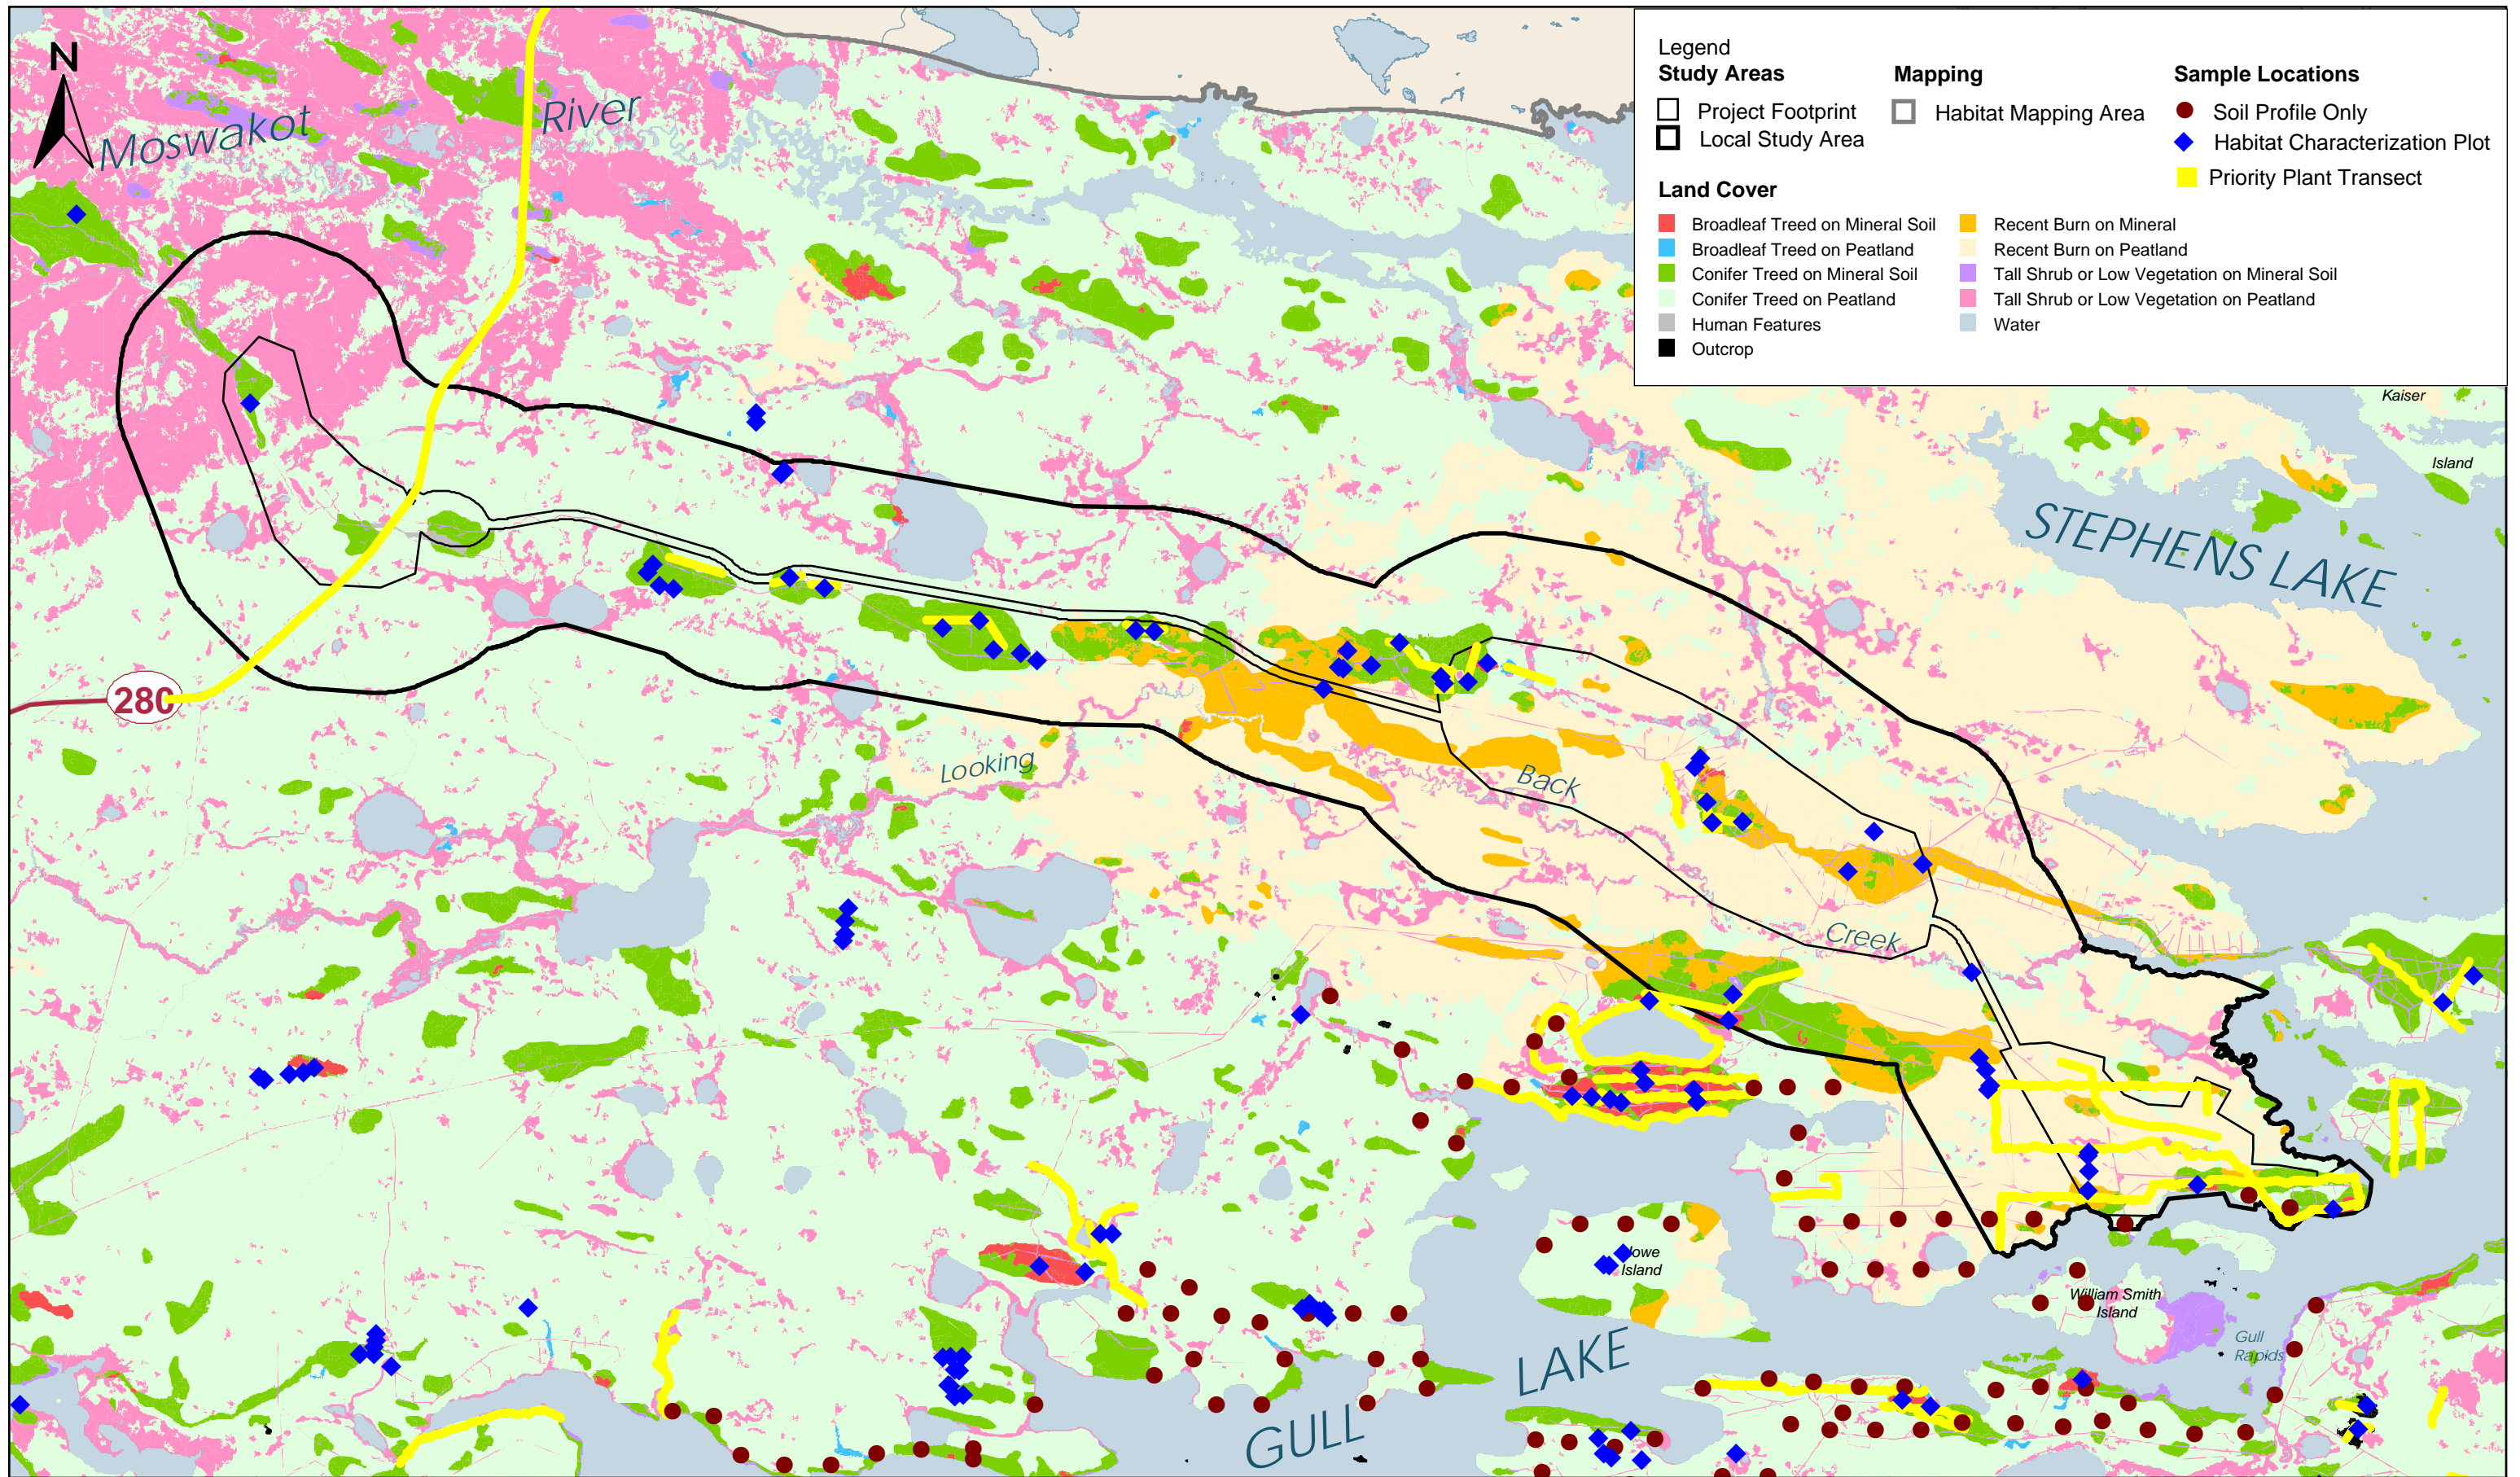 Legend
Study Areas
Project Footprint
Local Study Area
Mapping
Habitat Mapping Area
Sample Locations
Soil Profile Only
Habitat Characterization Plot
Priority Plant Transect
Land Cover
Broadleaf Treed on Mineral Soil
Broadleaf Treed on Peatland
Conifer Treed on Mineral Soil
Conifer Treed on Peatland
Human Features
Outcrop
Recent Burn on Mineral
Recent Burn on Peatland
Tall Shrub or Low Vegetation on Mineral Soil
Tall Shrub or Low Vegetation on Peatland
Water
N
Moswakot
River
Kaiser
Island
STEPHENS LAKE
280
Looking
Back
Creek
Island
William Smith
Island
Gull
Rapids
GULL
LAKE